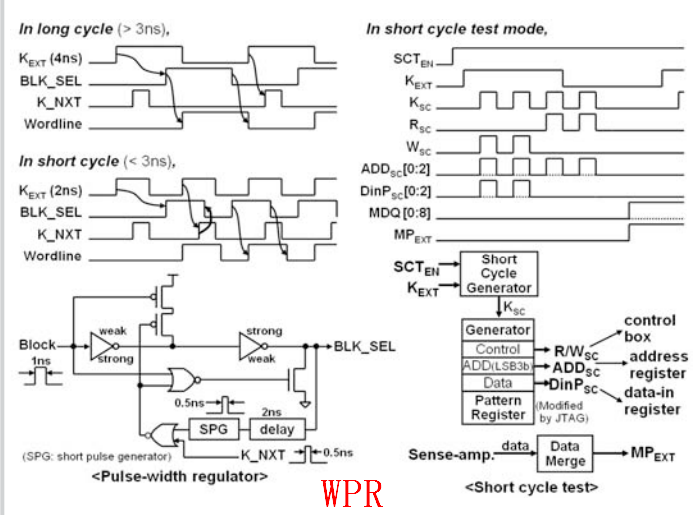 In long cycle (> 3ns),
K_EXT (4ns)
BLK_SEL
K_NXT
Wordline
In short cycle (< 3ns),
K_EXT (2ns)
BLK_SEL
K_NXT
Wordline
Block
1ns
weak
strong
strong
weak
BLK_SEL
0.5ns
2ns
SPG
delay
K_NXT
0.5ns
(SPG: short pulse generator)
<Pulse-width regulator>
In short cycle test mode,
SCT_EN
K_EXT
K_SC
R_SC
W_SC
ADD_SC[0:2]
DinP_SC[0:2]
MDQ[0:8]
MP_EXT
SCT_EN
K_EXT
Short
Cycle
Generator
K_SC
Generator
Control
ADD(LSB3b)
Data
Pattern
Register
R/W_SC
ADD_SC
DinP_SC
(Modified
by JTAG)
control
box
address
register
data-in
register
Sense-amp.
data
Data
Merge
MP_EXT
<Short cycle test>
WPR